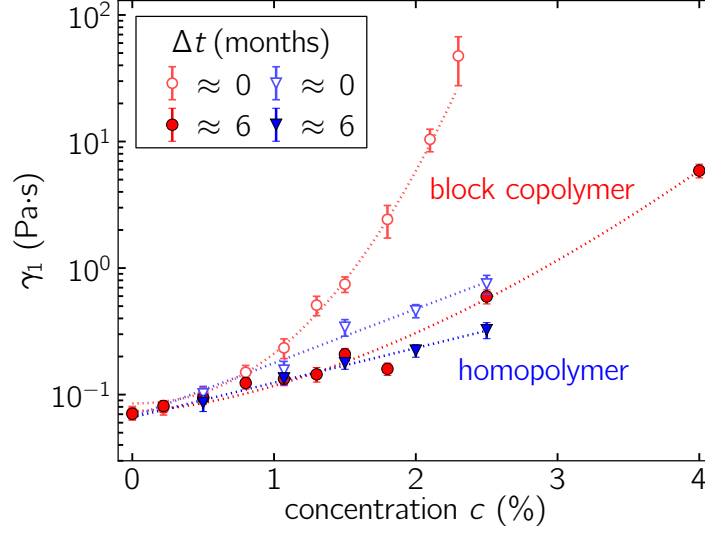 Δt (months)
≈ 0 ≈ 0
≈ 6 ≈ 6
block copolymer
homopolymer
γ₁ (Pa·s)
10²
10¹
10⁰
10⁻¹
0 1 2 3 4
concentration c (%)